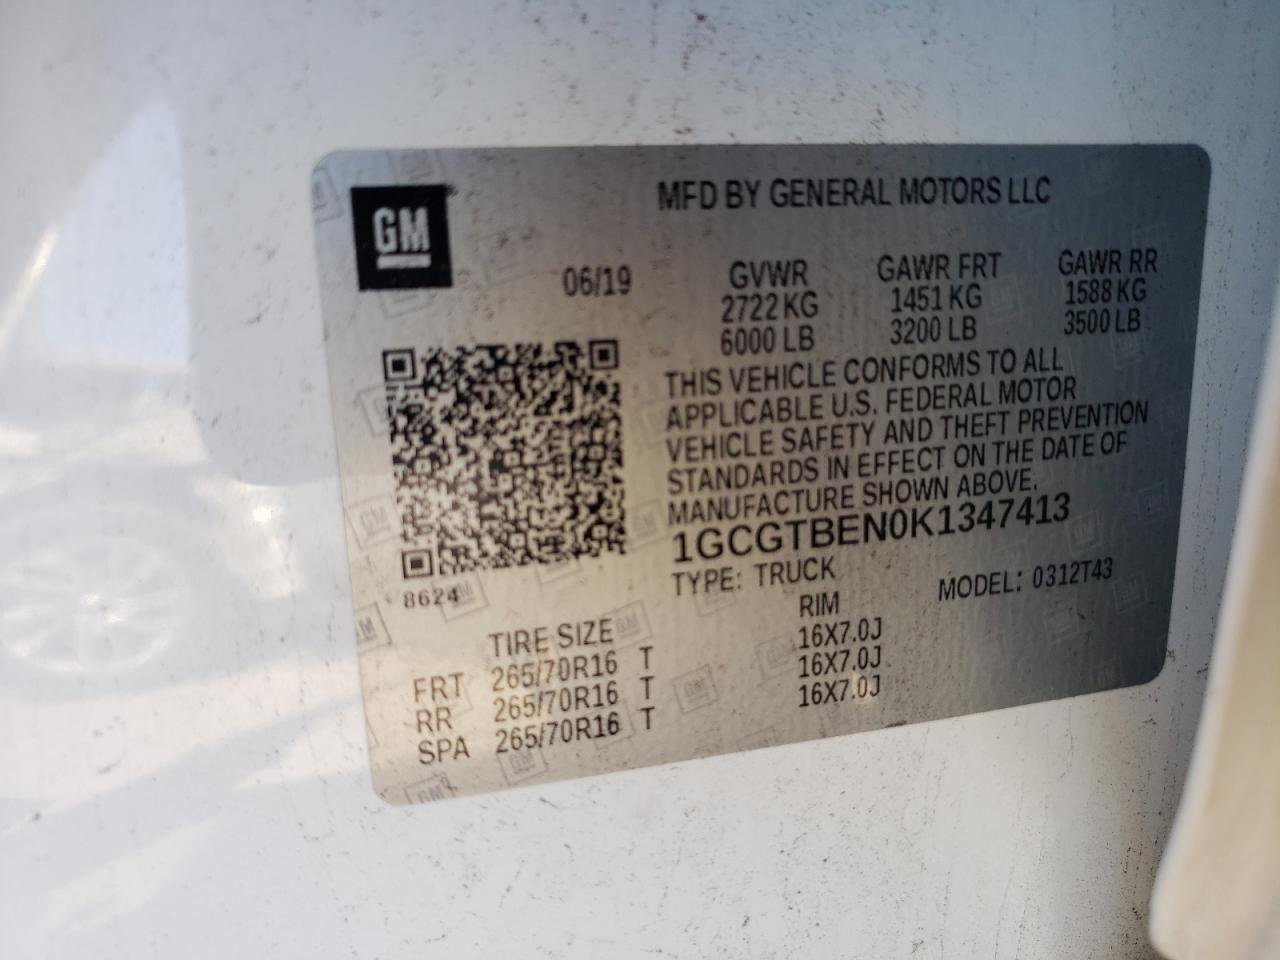 GM
MFD BY GENERAL MOTORS LLC
06/19
GVWR GAWR FRT GAWR RR
2722 KG 1451 KG 1588 KG
6000 LB 3200 LB 3500 LB
THIS VEHICLE CONFORMS TO ALL
APPLICABLE U.S. FEDERAL MOTOR
VEHICLE SAFETY AND THEFT PREVENTION
STANDARDS IN EFFECT ON THE DATE OF
MANUFACTURE SHOWN ABOVE.
1GCGTBEN0K1347413
8624
TYPE: TRUCK MODEL: 0312T43
TIRE SIZE RIM
FRT 265/70R16 T 16X7.0J
RR 265/70R16 T 16X7.0J
SPA 265/70R16 T 16X7.0J